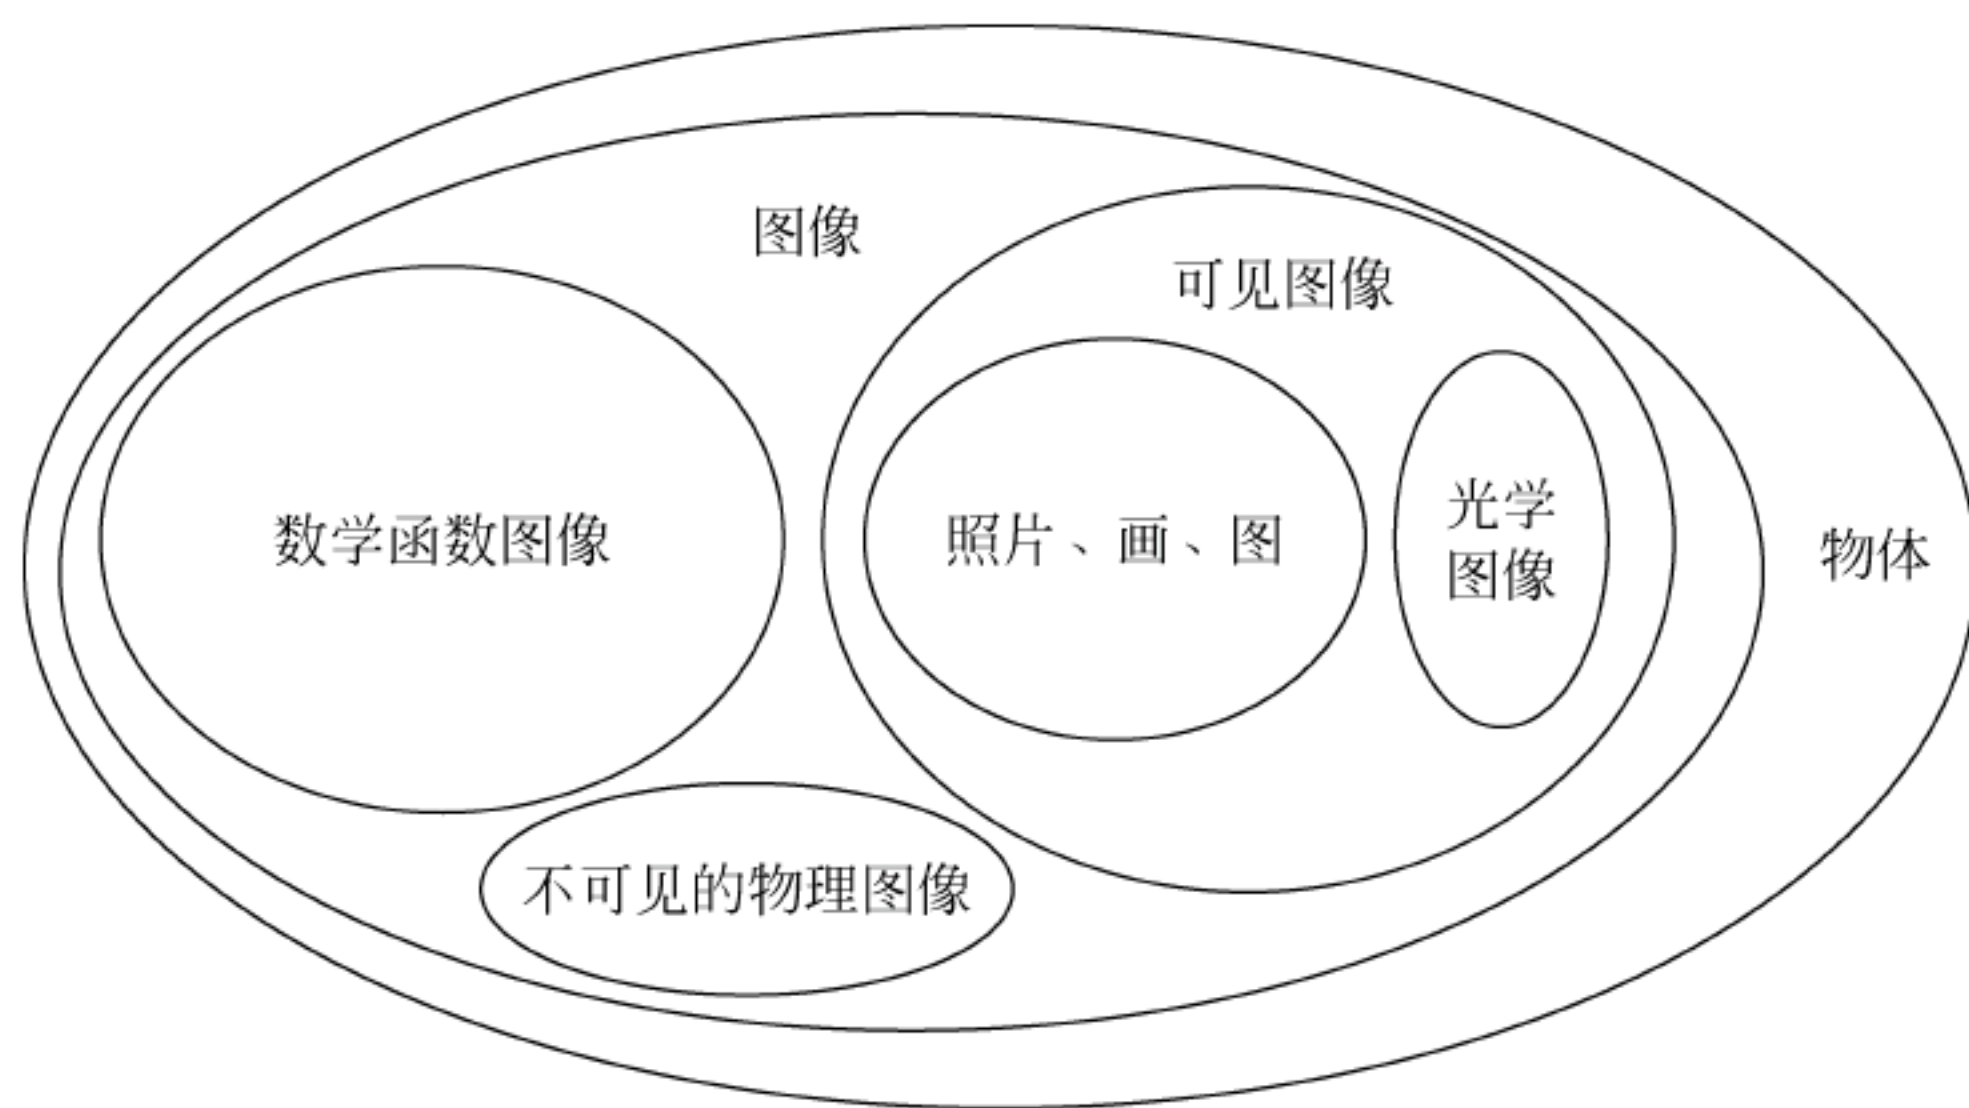 图像
可见图像
数学函数图像
照片、画、图
光学
图像
物体
不可见的物理图像